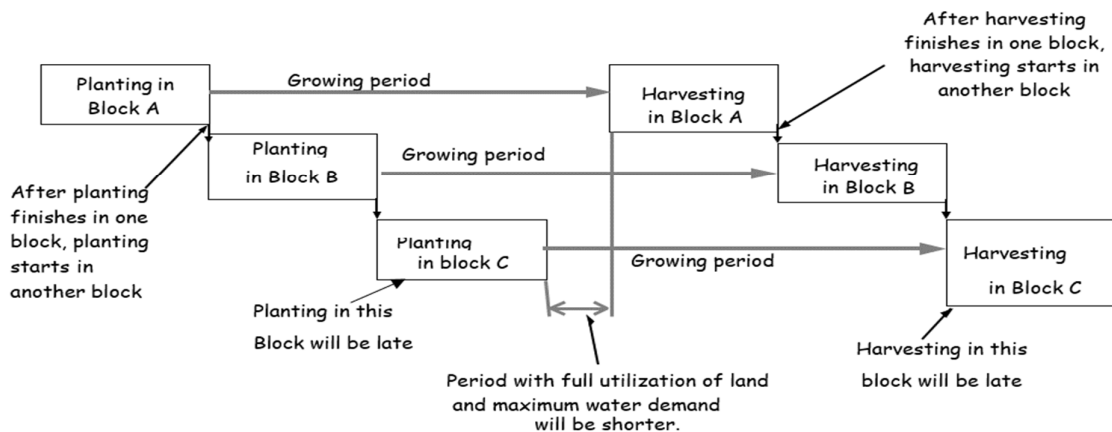 After harvesting
finishes in one block,
harvesting starts in
another block
Planting in
Block A
Growing period
Harvesting
in Block A
Planting
in Block B
Growing period
Harvesting
in Block B
After planting
finishes in one
block, planting
starts in
another block
Planting
in block C
Growing period
Harvesting
in Block C
Planting in this
Block will be late
Harvesting in this
block will be late
Period with full utilization of land
and maximum water demand
will be shorter.